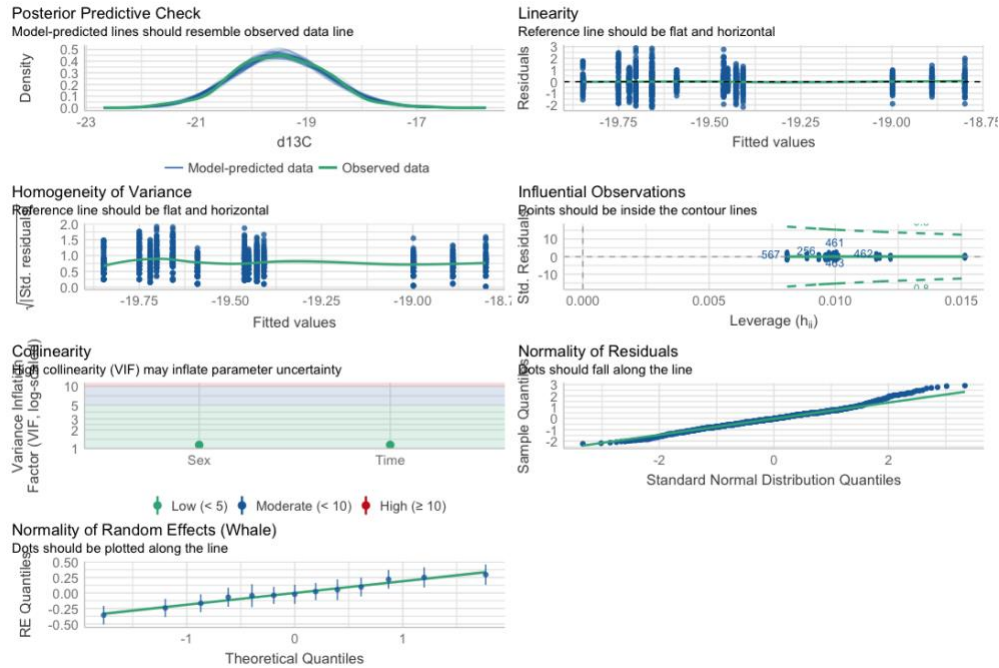 Posterior Predictive Check
Model-predicted lines should resemble observed data line
Density
0.5
0.4
0.3
0.2
0.1
0.0
-23
-21
-19
-17
d13C
Model-predicted data
Observed data
Linearity
Reference line should be flat and horizontal
Residuals
3
2
1
0
-1
-2
-19.75
-19.50
-19.25
-19.00
-18.75
Fitted values
Homogeneity of Variance
Reference line should be flat and horizontal
√|Std. residuals|
2.0
1.5
1.0
0.5
0.0
-19.75
-19.50
-19.25
-19.00
-18.7
Fitted values
Influential Observations
Points should be inside the contour lines
Std. Residuals
10
0
-10
567
256
461
462
463
0.8
0.000
0.005
0.010
0.015
Leverage (hii)
Collinearity
High collinearity (VIF) may inflate parameter uncertainty
Variance Inflation
Factor (VIF, log-scaled)
10
5
3
2
1
Sex
Time
Low (< 5)
Moderate (< 10)
High (≥ 10)
Normality of Residuals
Dots should fall along the line
Sample Quantiles
3
2
1
0
-1
-2
-2
0
2
Standard Normal Distribution Quantiles
Normality of Random Effects (Whale)
Dots should be plotted along the line
RE Quantiles
0.50
0.25
0.00
-0.25
-0.50
-1
0
1
Theoretical Quantiles